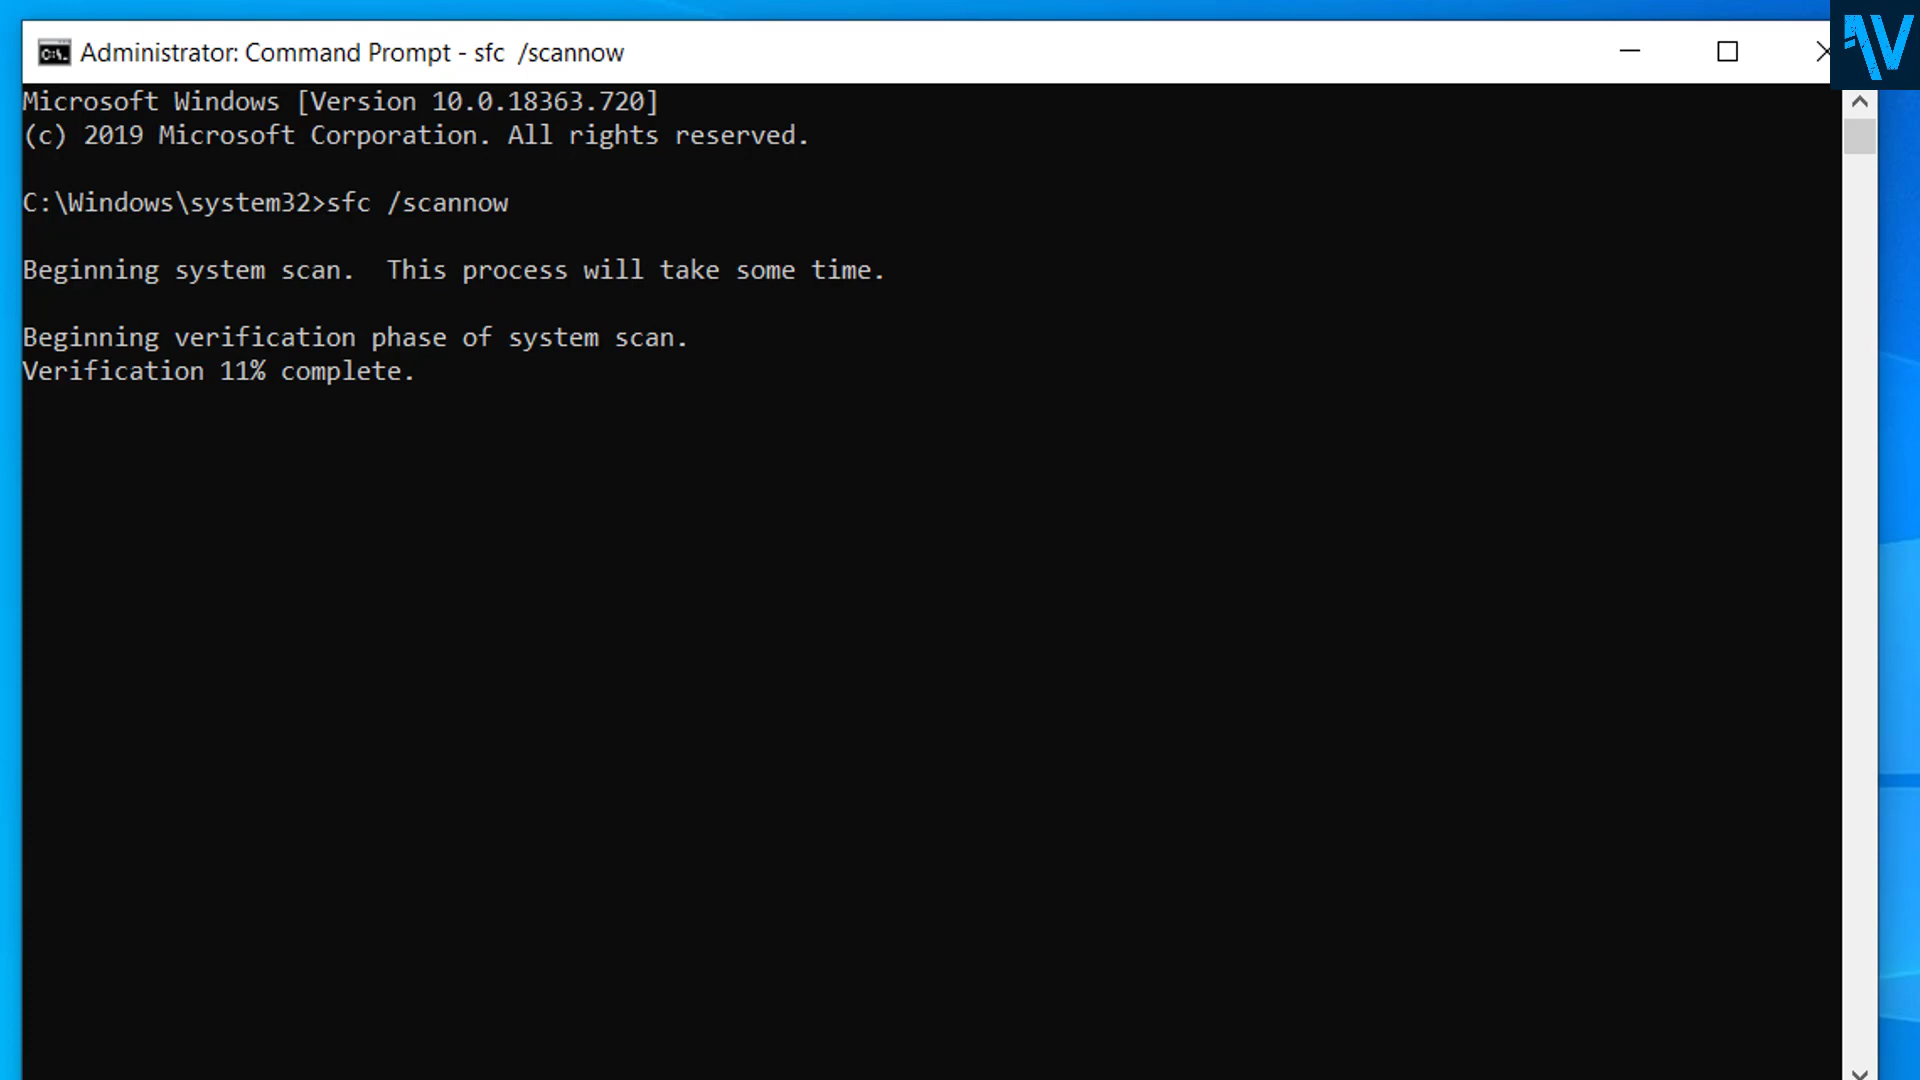 Administrator: Command Prompt - sfc  /scannow
Microsoft Windows [Version 10.0.18363.720]
(c) 2019 Microsoft Corporation. All rights reserved.
C:\Windows\system32>sfc /scannow
Beginning system scan.  This process will take some time.
Beginning verification phase of system scan.
Verification 11% complete.